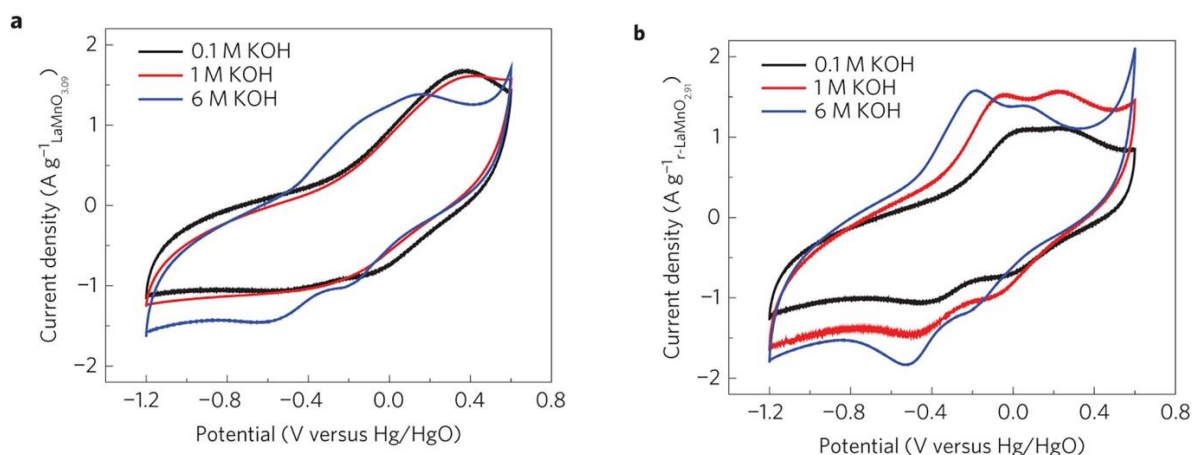 a
2
1
0
−1
−2
−1.2
−0.8
−0.4
0.0
0.4
0.8
Current density (A g⁻¹ LaMnO₃.₀₉)
Potential (V versus Hg/HgO)
0.1 M KOH
1 M KOH
6 M KOH
b
2
1
0
−1
−2
−1.2
−0.8
−0.4
0.0
0.4
0.8
Current density (A g⁻¹ r-LaMnO₂.₉₁)
Potential (V versus Hg/HgO)
0.1 M KOH
1 M KOH
6 M KOH